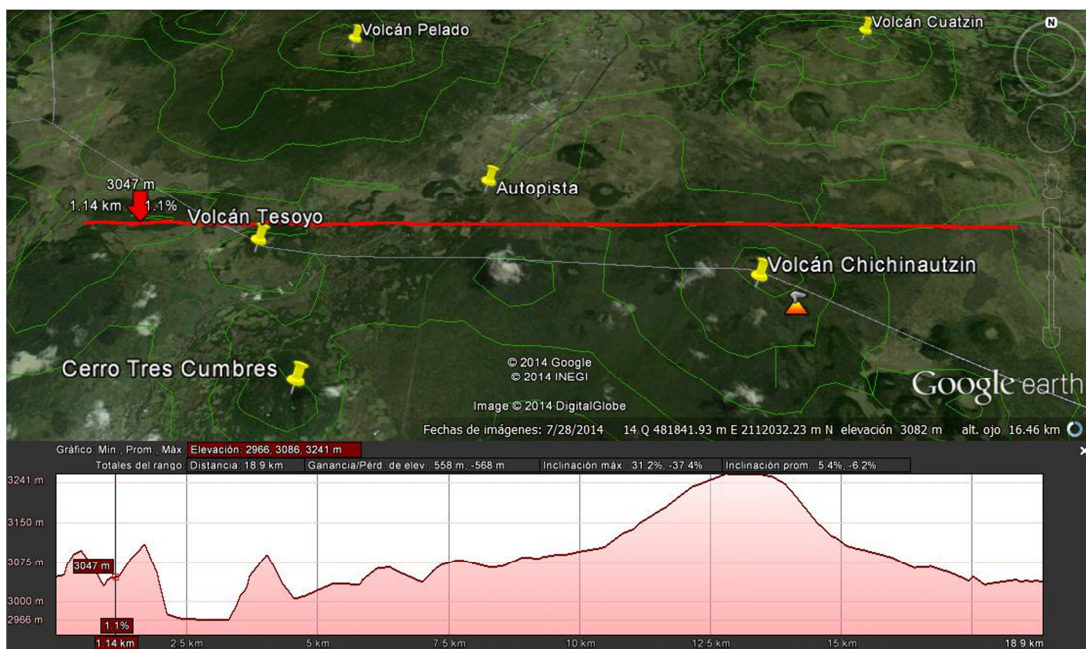 Volcán Pelado
Volcán Cuatzin
N
3047 m
1.14 km 1.1%
Autopista
Volcán Tesoyo
Volcán Chichinautzin
Cerro Tres Cumbres
© 2014 Google
© 2014 INEGI
Google earth
Image © 2014 DigitalGlobe
Fechas de imágenes: 7/28/2014 14 Q 481841.93 m E 2112032.23 m N elevación 3082 m alt. ojo 16.46 km
Gráfico Mín., Prom., Máx. Elevación: 2966, 3086, 3241 m
Totales del rango: Distancia: 18.9 km Ganancia/Pérd. de elev.: 558 m, -568 m Inclinación máx.: 31.2%, -37.4% Inclinación prom.: 5.4%, -6.2%
3241 m
3150 m
3075 m
3047 m
3000 m
2966 m
1.1%
1.14 km 2.5 km 5 km 7.5 km 10 km 12.5 km 15 km 18.9 km